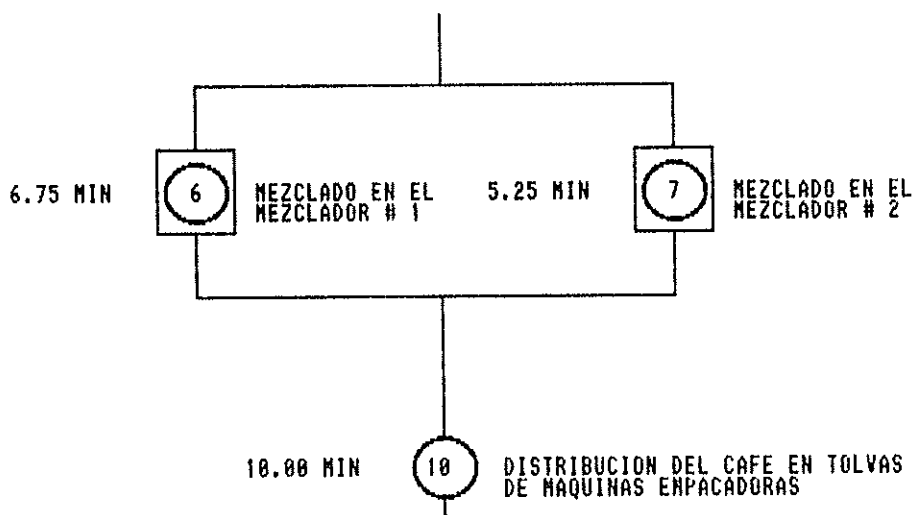 6.75 MIN
6
MEZCLADO EN EL
MEZCLADOR # 1
5.25 MIN
7
MEZCLADO EN EL
MEZCLADOR # 2
10.00 MIN
10
DISTRIBUCION DEL CAFE EN TOLVAS
DE MAQUINAS EMPACADORAS